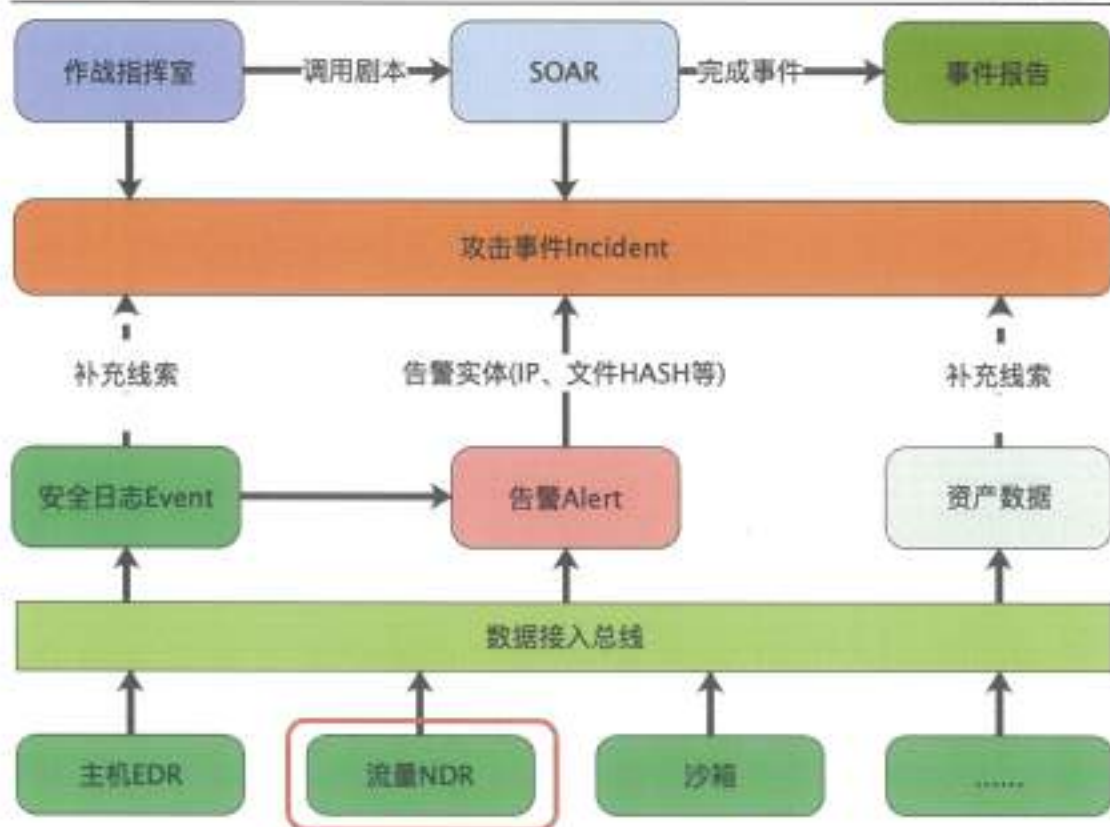 作战指挥室
调用剧本
SOAR
完成事件
事件报告
攻击事件Incident
补充线索
告警实体(IP、文件HASH等)
补充线索
安全日志Event
告警Alert
资产数据
数据接入总线
主机EDR
流量NDR
沙箱
......